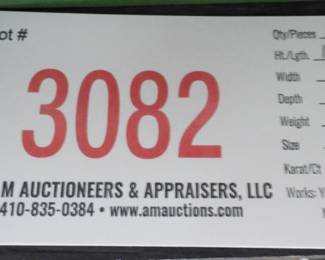 ot #
3082
M AUCTIONEERS & APPRAISERS, LLC
410-835-0384 • www.amauctions.com
Qty/Pieces
Ht./Lgth.
Width
Depth
Weight
Size
Karat/Ct
Works: Y